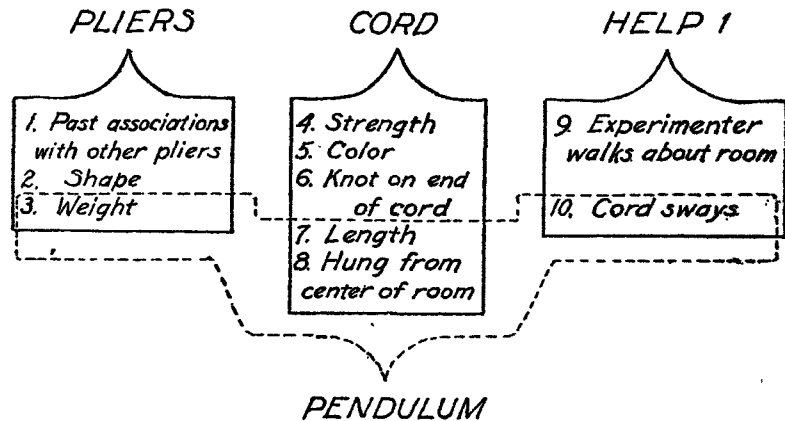 PLIERS
CORD
HELP 1
1. Past associations
with other pliers
2. Shape
3. Weight
4. Strength
5. Color
6. Knot on end
of cord
7. Length
8. Hung from
center of room
9. Experimenter
walks about room
10. Cord sways
PENDULUM